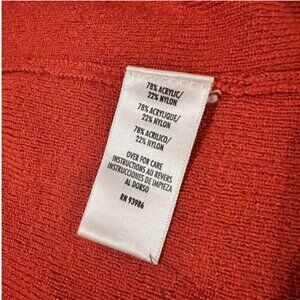 78% ACRYLIC/
22% NYLON
78% ACRYLIQUE/
22% NYLON
78% ACRILICO/
22% NYLON
OVER FOR CARE
INSTRUCTIONS AU REVERS
INSTRUCCIONES DE IMPIEZA
AL DORSO
RN 93986